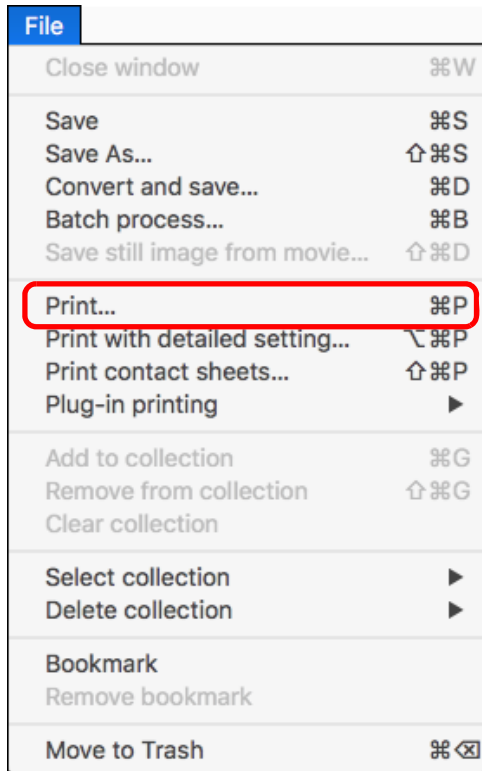 File
Close window ⌘W
Save ⌘S
Save As... ⇧⌘S
Convert and save... ⌘D
Batch process... ⌘B
Save still image from movie... ⇧⌘D
Print... ⌘P
Print with detailed setting... ⌥⌘P
Print contact sheets... ⇧⌘P
Plug-in printing ▶
Add to collection ⌘G
Remove from collection ⇧⌘G
Clear collection
Select collection ▶
Delete collection ▶
Bookmark
Remove bookmark
Move to Trash ⌘⌫